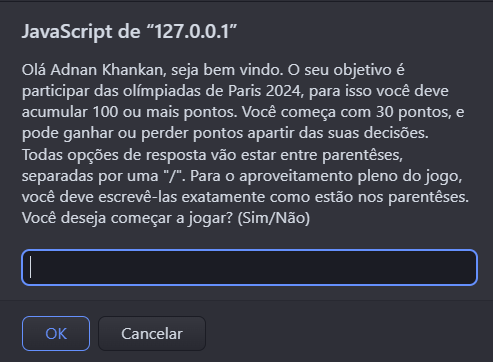 JavaScript de “127.0.0.1”
Olá Adnan Khankan, seja bem vindo. O seu objetivo é
participar das olímpiadas de Paris 2024, para isso você deve
acumular 100 ou mais pontos. Você começa com 30 pontos, e
pode ganhar ou perder pontos apartir das suas decisões.
Todas opções de resposta vão estar entre parentêses,
separadas por uma "/". Para o aproveitamento pleno do jogo,
você deve escrevê-las exatamente como estão nos parentêses.
Você deseja começar a jogar? (Sim/Não)
OK
Cancelar